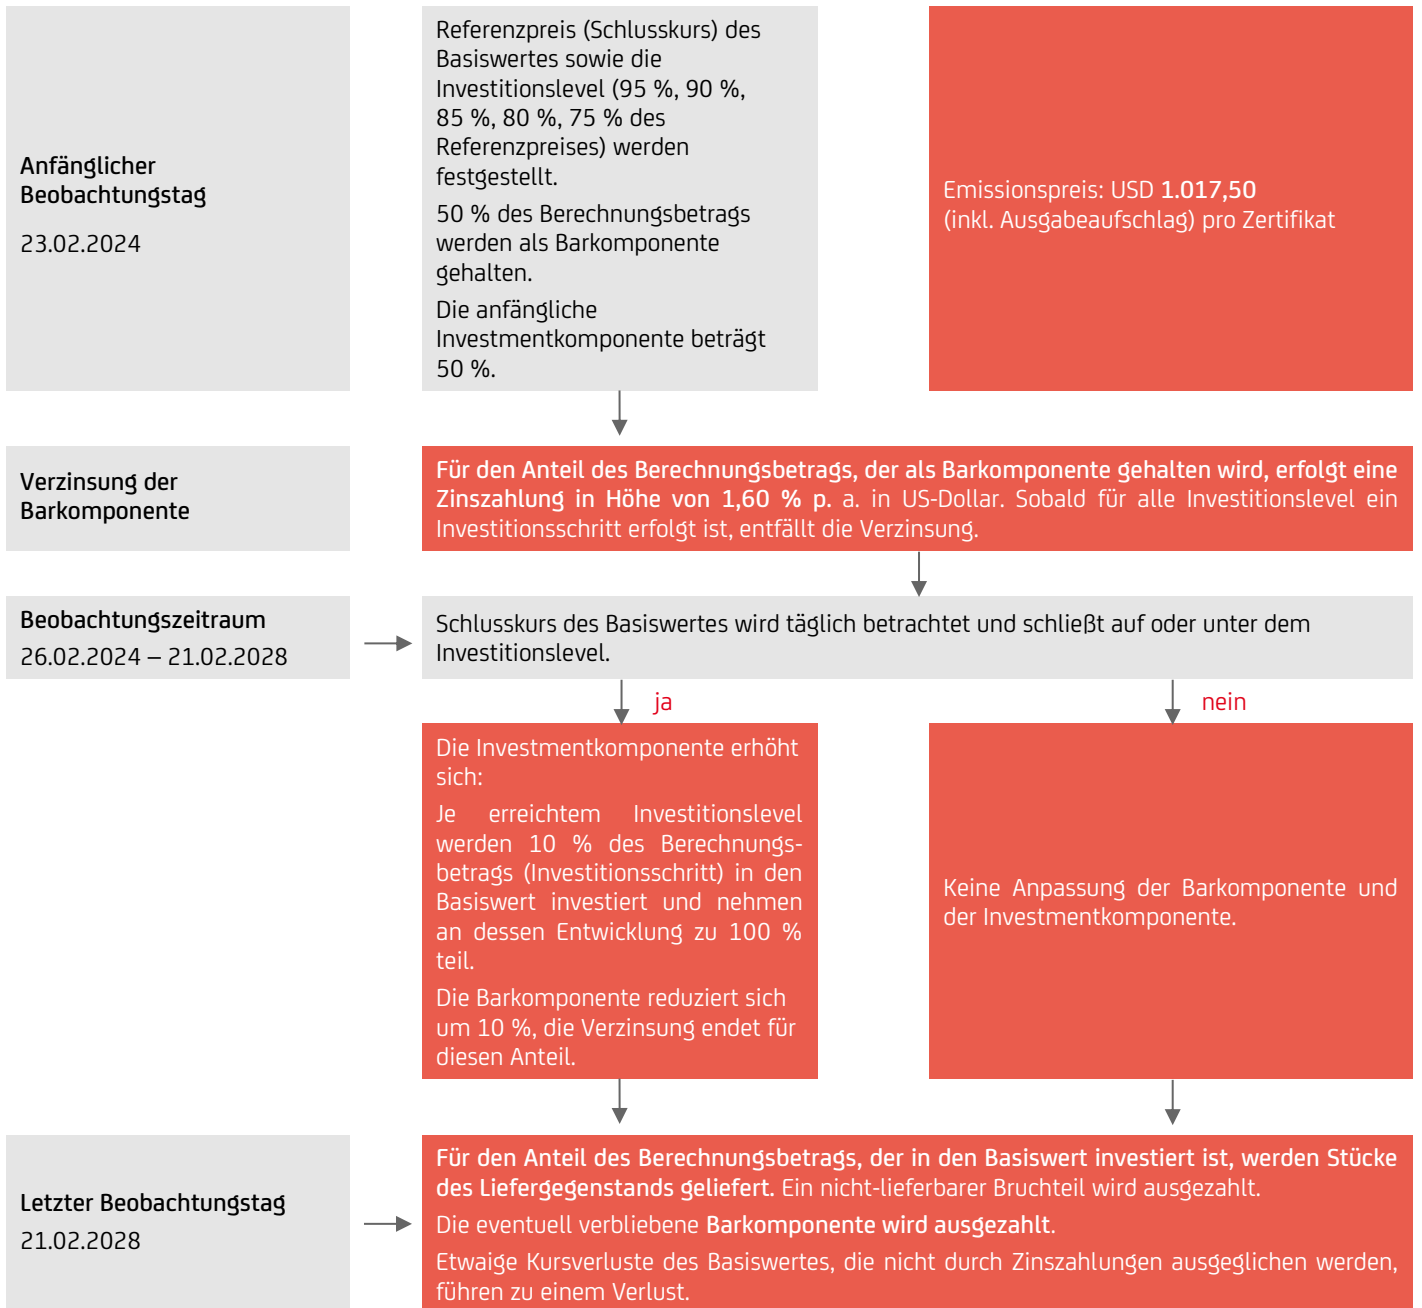 Anfänglicher
Beobachtungstag
23.02.2024
Referenzpreis (Schlusskurs) des
Basiswertes sowie die
Investitionslevel (95 %, 90 %,
85 %, 80 %, 75 % des
Referenzpreises) werden
festgestellt.
50 % des Berechnungsbetrags
werden als Barkomponente
gehalten.
Die anfängliche
Investmentkomponente beträgt
50 %.
Emissionspreis: USD 1.017,50
(inkl. Ausgabeaufschlag) pro Zertifikat
Verzinsung der
Barkomponente
Für den Anteil des Berechnungsbetrags, der als Barkomponente gehalten wird, erfolgt eine
Zinszahlung in Höhe von 1,60 % p. a. in US-Dollar. Sobald für alle Investitionslevel ein
Investitionsschritt erfolgt ist, entfällt die Verzinsung.
Beobachtungszeitraum
26.02.2024 – 21.02.2028
Schlusskurs des Basiswertes wird täglich betrachtet und schließt auf oder unter dem
Investitionslevel.
ja
nein
Die Investmentkomponente erhöht
sich:
Je erreichtem Investitionslevel
werden 10 % des Berechnungs-
betrags (Investitionsschritt) in den
Basiswert investiert und nehmen
an dessen Entwicklung zu 100 %
teil.
Die Barkomponente reduziert sich
um 10 %, die Verzinsung endet für
diesen Anteil.
Keine Anpassung der Barkomponente und
der Investmentkomponente.
Letzter Beobachtungstag
21.02.2028
Für den Anteil des Berechnungsbetrags, der in den Basiswert investiert ist, werden Stücke
des Liefergegenstands geliefert. Ein nicht-lieferbarer Bruchteil wird ausgezahlt.
Die eventuell verbliebene Barkomponente wird ausgezahlt.
Etwaige Kursverluste des Basiswertes, die nicht durch Zinszahlungen ausgeglichen werden,
führen zu einem Verlust.